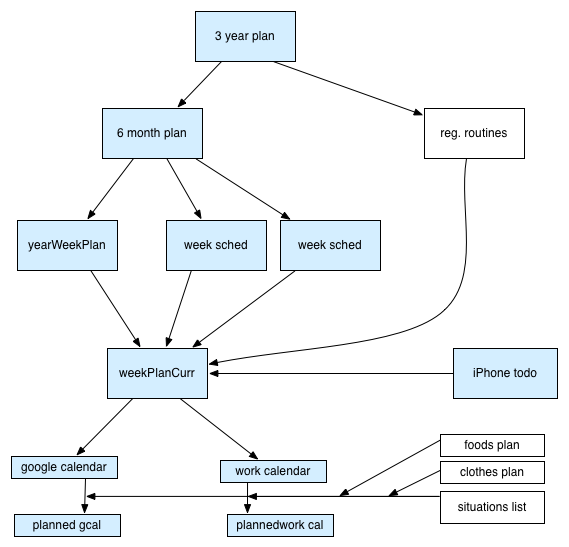 3 year plan
6 month plan
reg. routines
yearWeekPlan
week sched
week sched
weekPlanCurr
iPhone todo
foods plan
google calendar
work calendar
clothes plan
situations list
planned gcal
plannedwork cal